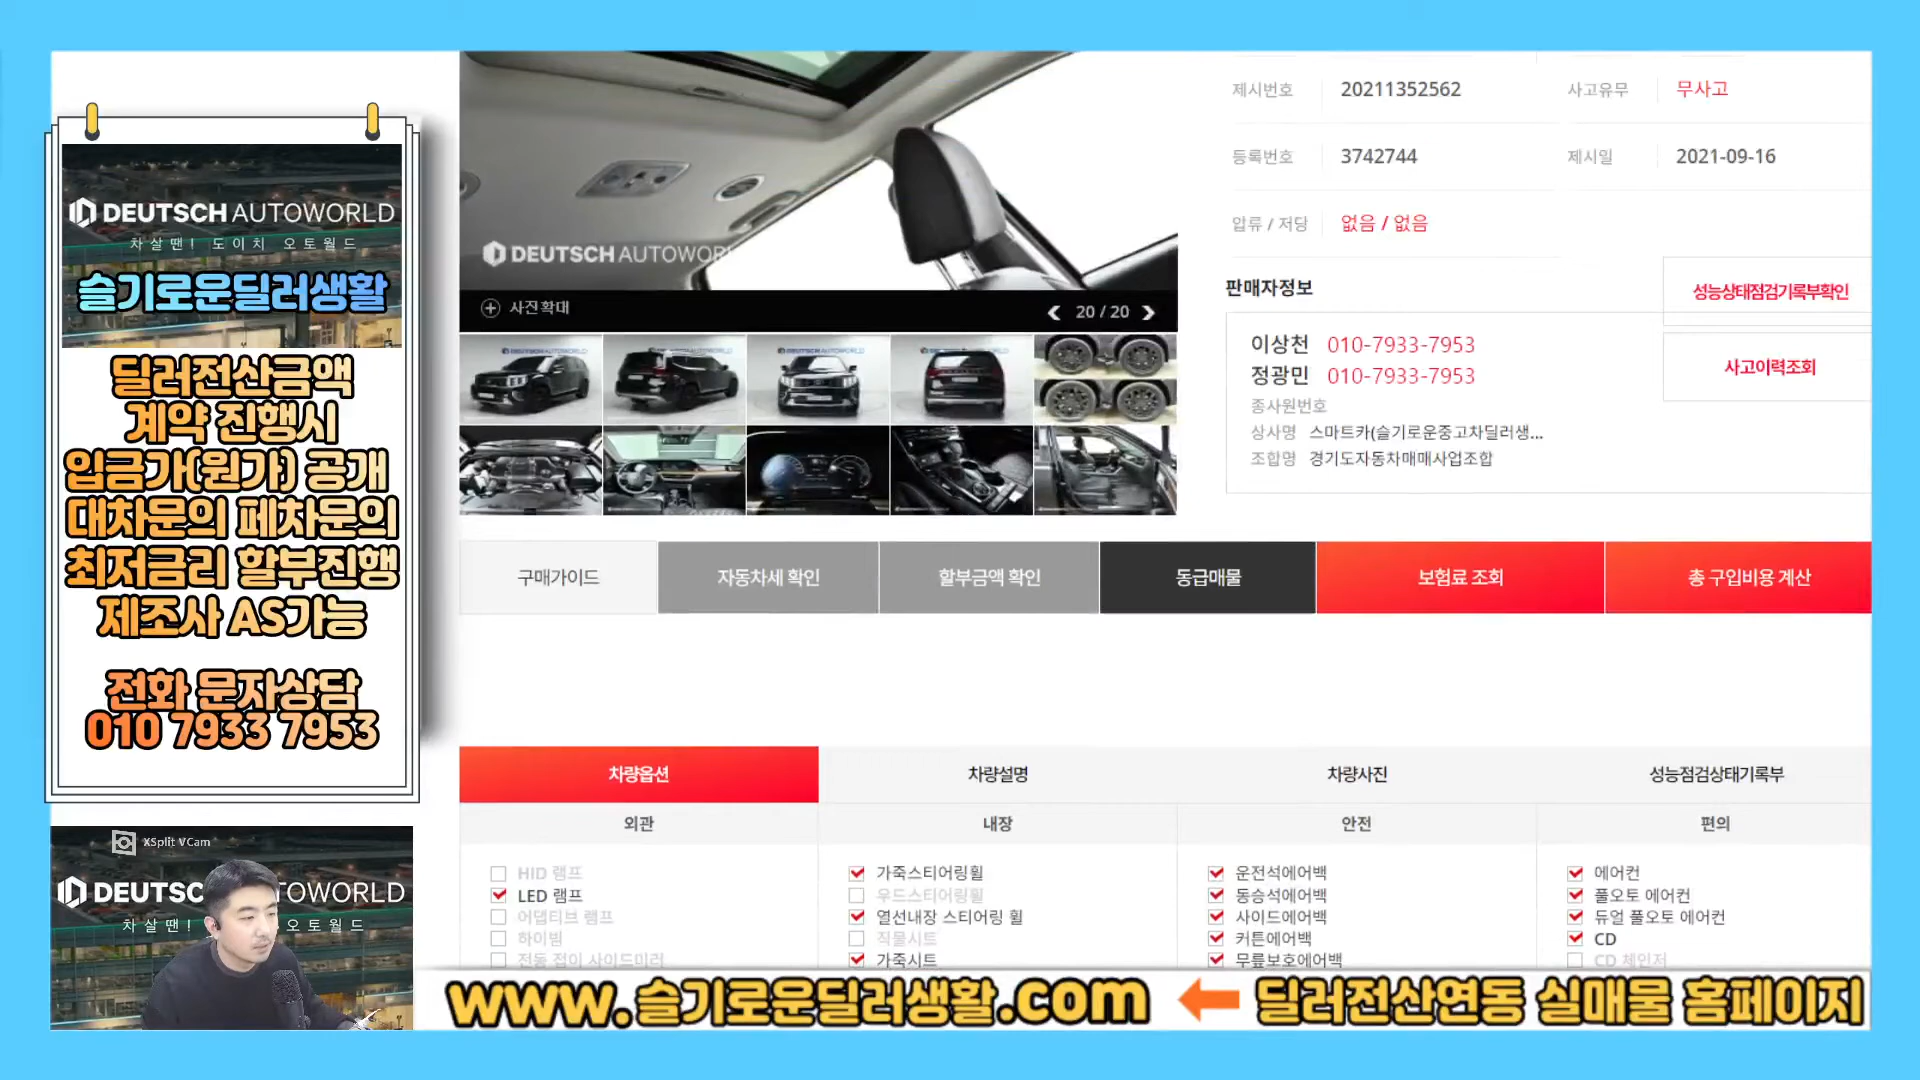 DEUTSCH AUTOWORLD
차살땐! 도이치 오토월드
슬기로운딜러생활
딜러전산금액
계약 진행시
입금가(원가) 공개
대차문의 폐차문의
최저금리 할부진행
제조사 AS가능
전화 문자상담
010 7933 7953
XSplit VCam
DEUTSC TOWORLD
차살땐! 오토월드
DEUTSCH AUTOWOR
사진확대
20 / 20
제시번호 20211352562 사고유무 무사고
등록번호 3742744 제시일 2021-09-16
압류 / 저당 없음 / 없음
판매자정보
성능상태점검기록부확인
이상천 010-7933-7953
사고이력조회
정광민 010-7933-7953
종사원번호
상사명 스마트카(슬기로운중고차딜러생...
조합명 경기도자동차매매사업조합
구매가이드 자동차세 확인 할부금액 확인 동급매물 보험료 조회 총 구입비용 계산
차량옵션 차량설명 차량사진 성능점검상태기록부
외관 내장 안전 편의
HID 램프 가죽스티어링휠 운전석에어백 에어컨
LED 램프 우드스티어링휠 동승석에어백 풀오토 에어컨
어댑티브 램프 열선내장 스티어링 휠 사이드에어백 듀얼 풀오토 에어컨
하이빔 직물시트 커튼에어백 CD
전동 접이 사이드미러 가죽시트 무릎보호에어백 CD 체인저
www.슬기로운딜러생활.com 딜러전산연동 실매물 홈페이지